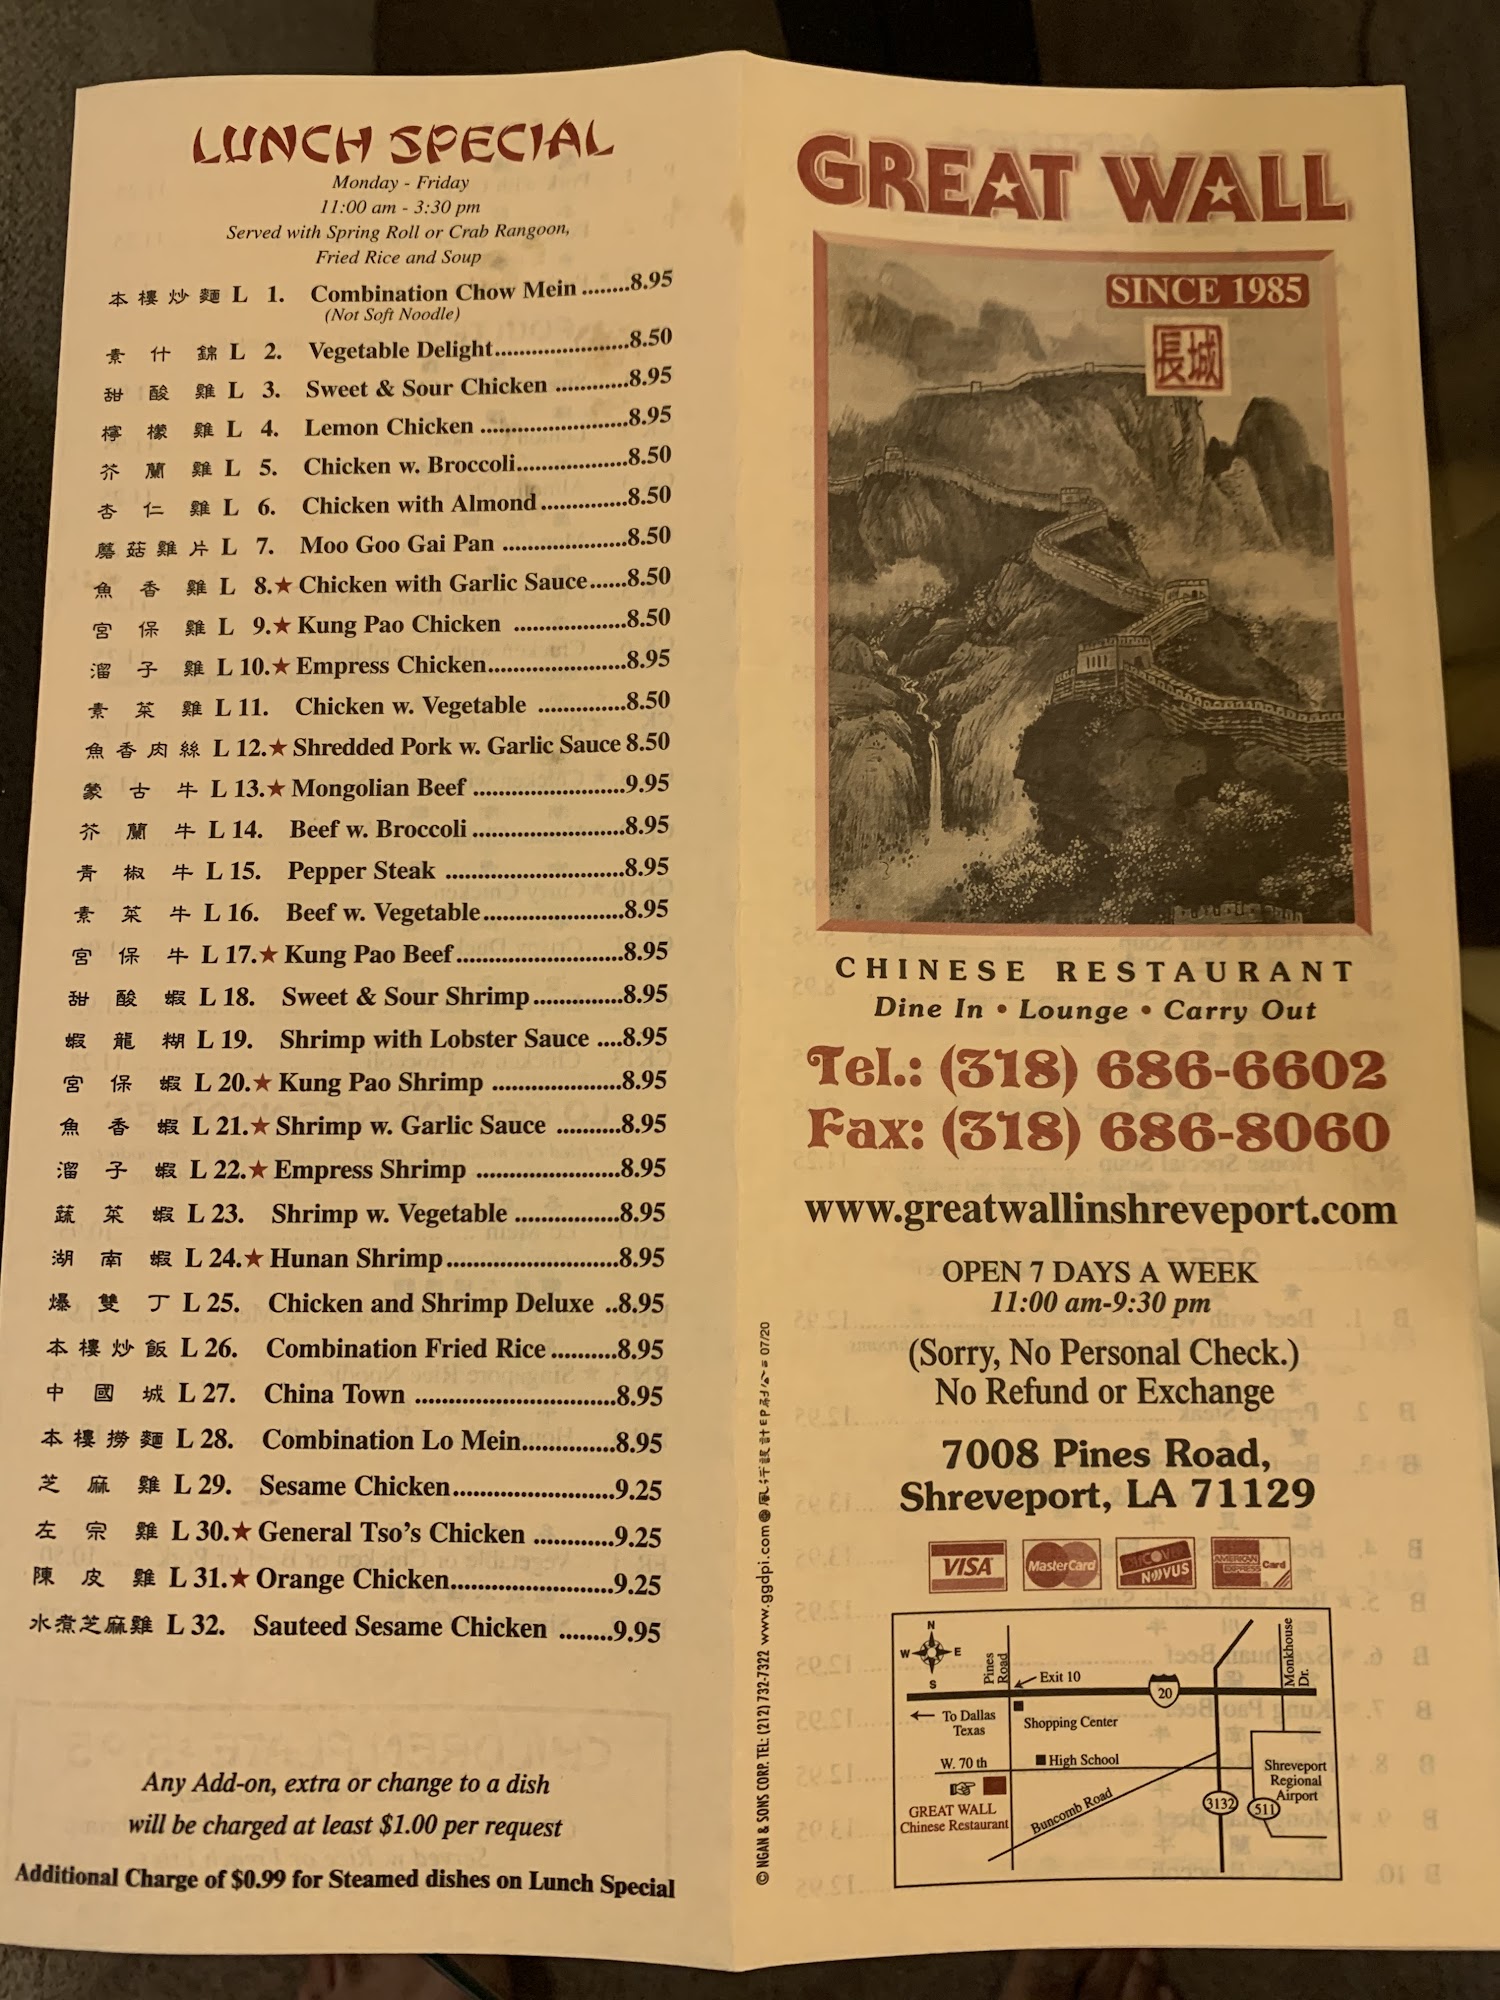 LUNCH SPECIAL
Monday - Friday
11:00 am - 3:30 pm
Served with Spring Roll or Crab Rangoon,
Fried Rice and Soup
本樓炒麵 L 1. Combination Chow Mein ........8.95
(Not Soft Noodle)
素什錦 L 2. Vegetable Delight........................8.50
甜酸雞 L 3. Sweet & Sour Chicken ...........8.95
檸檬雞 L 4. Lemon Chicken ......................8.95
芥蘭雞 L 5. Chicken w. Broccoli.................8.50
杏仁雞 L 6. Chicken with Almond.............8.50
蘑菇雞片 L 7. Moo Goo Gai Pan ...................8.50
魚香雞 L 8.★ Chicken with Garlic Sauce......8.50
宮保雞 L 9.★ Kung Pao Chicken .................8.50
溜子雞 L 10.★ Empress Chicken.....................8.95
素菜雞 L 11. Chicken w. Vegetable .............8.50
魚香肉絲 L 12.★ Shredded Pork w. Garlic Sauce 8.50
蒙古牛 L 13.★ Mongolian Beef .......................9.95
芥蘭牛 L 14. Beef w. Broccoli .......................8.95
青椒牛 L 15. Pepper Steak ...........................8.95
素菜牛 L 16. Beef w. Vegetable.....................8.95
宮保牛 L 17.★ Kung Pao Beef.........................8.95
甜酸蝦 L 18. Sweet & Sour Shrimp.............8.95
蝦龍糊 L 19. Shrimp with Lobster Sauce ....8.95
宮保蝦 L 20.★ Kung Pao Shrimp ...................8.95
魚香蝦 L 21.★ Shrimp w. Garlic Sauce ..........8.95
溜子蝦 L 22.★ Empress Shrimp .....................8.95
蔬菜蝦 L 23. Shrimp w. Vegetable ...............8.95
湖南蝦 L 24.★ Hunan Shrimp.........................8.95
爆雙丁 L 25. Chicken and Shrimp Deluxe ..8.95
本樓炒飯 L 26. Combination Fried Rice..........8.95
中國城 L 27. China Town .............................8.95
本樓撈麵 L 28. Combination Lo Mein.............8.95
芝麻雞 L 29. Sesame Chicken.......................9.25
左宗雞 L 30.★ General Tso's Chicken ............9.25
陳皮雞 L 31.★ Orange Chicken.......................9.25
水煮芝麻雞 L 32. Sauteed Sesame Chicken ........9.95
Any Add-on, extra or change to a dish
will be charged at least $1.00 per request
Additional Charge of $0.99 for Steamed dishes on Lunch Special
GREAT WALL
SINCE 1985
長城
CHINESE RESTAURANT
Dine In • Lounge • Carry Out
Tel.: (318) 686-6602
Fax: (318) 686-8060
www.greatwallinshreveport.com
OPEN 7 DAYS A WEEK
11:00 am-9:30 pm
(Sorry, No Personal Check.)
No Refund or Exchange
7008 Pines Road,
Shreveport, LA 71129
VISA MasterCard DISCOVER NOVUS AMERICAN EXPRESS Card
N
W E
S
Pines Road
Exit 10
20
Monkhouse Dr.
To Dallas Texas
Shopping Center
W. 70 th
High School
GREAT WALL
Chinese Restaurant
Buncomb Road
3132
511
Shreveport Regional Airport
© NGAN & SONS CORP. TEL: (212) 732-7322 www.ggdpi.com 07/20